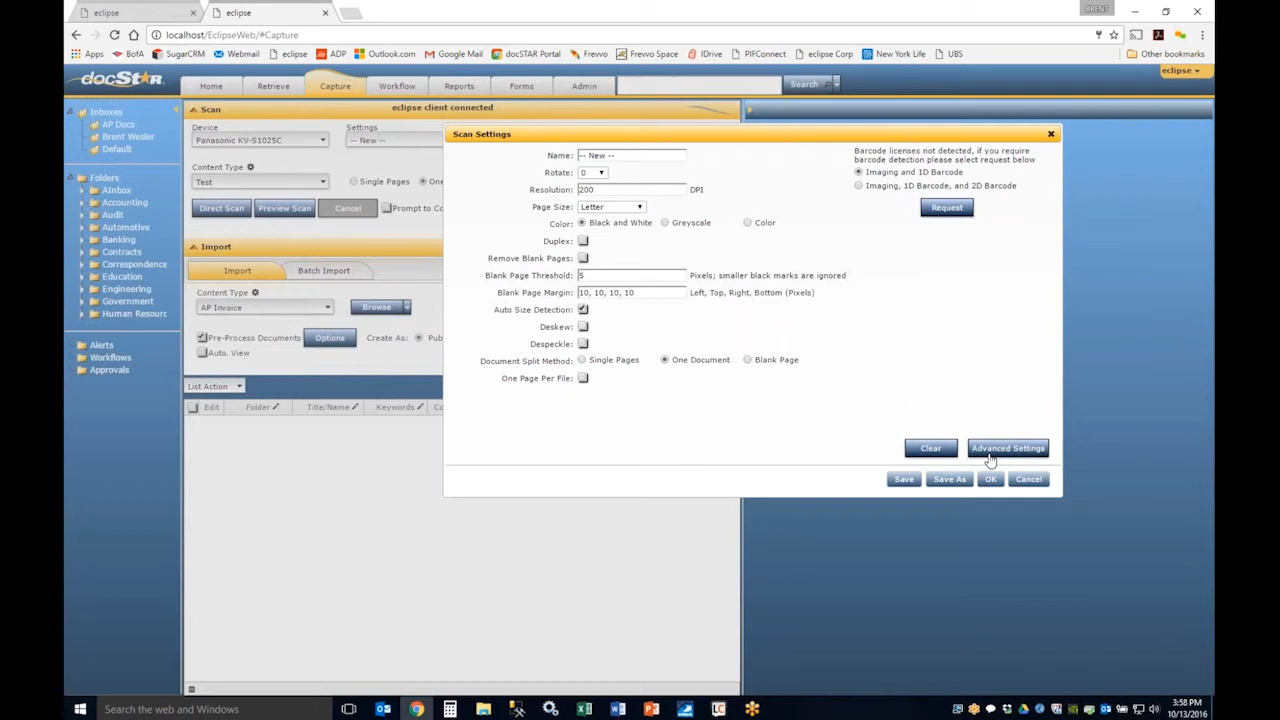 eclipse
eclipse
BRENT
localhost/EclipseWeb/#Capture
Apps BofA SugarCRM Webmail eclipse ADP Outlook.com Google Mail docSTAR Portal Frevvo Frevvo Space IDrive PIFConnect eclipse Corp New York Life UBS Other bookmarks
docStar
Home Retrieve Capture Workflow Reports Forms Admin Search
eclipse
Inboxes
AP Docs
Brent Wesler
Default
Folders
AInbox
Accounting
Audit
Automotive
Banking
Contracts
Correspondence
Education
Engineering
Government
Human Resourc
Alerts
Workflows
Approvals
Scan
eclipse client connected
Device
Settings
Panasonic KV-S1025C
-- New --
Content Type
Test
Single Pages
One
Direct Scan
Preview Scan
Cancel
Prompt to Co
Import
Import
Batch Import
Content Type
AP Invoice
Browse
Pre-Process Documents
Options
Create As:
Pub
Auto. View
List Action
Edit Folder Title/Name Keywords Co
Scan Settings
Name: -- New --
Rotate: 0
Resolution: 200 DPI
Page Size: Letter
Color: Black and White Greyscale Color
Duplex:
Remove Blank Pages:
Blank Page Threshold: 5 Pixels; smaller black marks are ignored
Blank Page Margin: 10, 10, 10, 10 Left, Top, Right, Bottom (Pixels)
Auto Size Detection:
Deskew:
Despeckle:
Document Split Method: Single Pages One Document Blank Page
One Page Per File:
Barcode licenses not detected, if you require
barcode detection please select request below
Imaging and 1D Barcode
Imaging, 1D Barcode, and 2D Barcode
Request
Clear
Advanced Settings
Save
Save As
OK
Cancel
Search the web and Windows
3:58 PM
10/13/2016